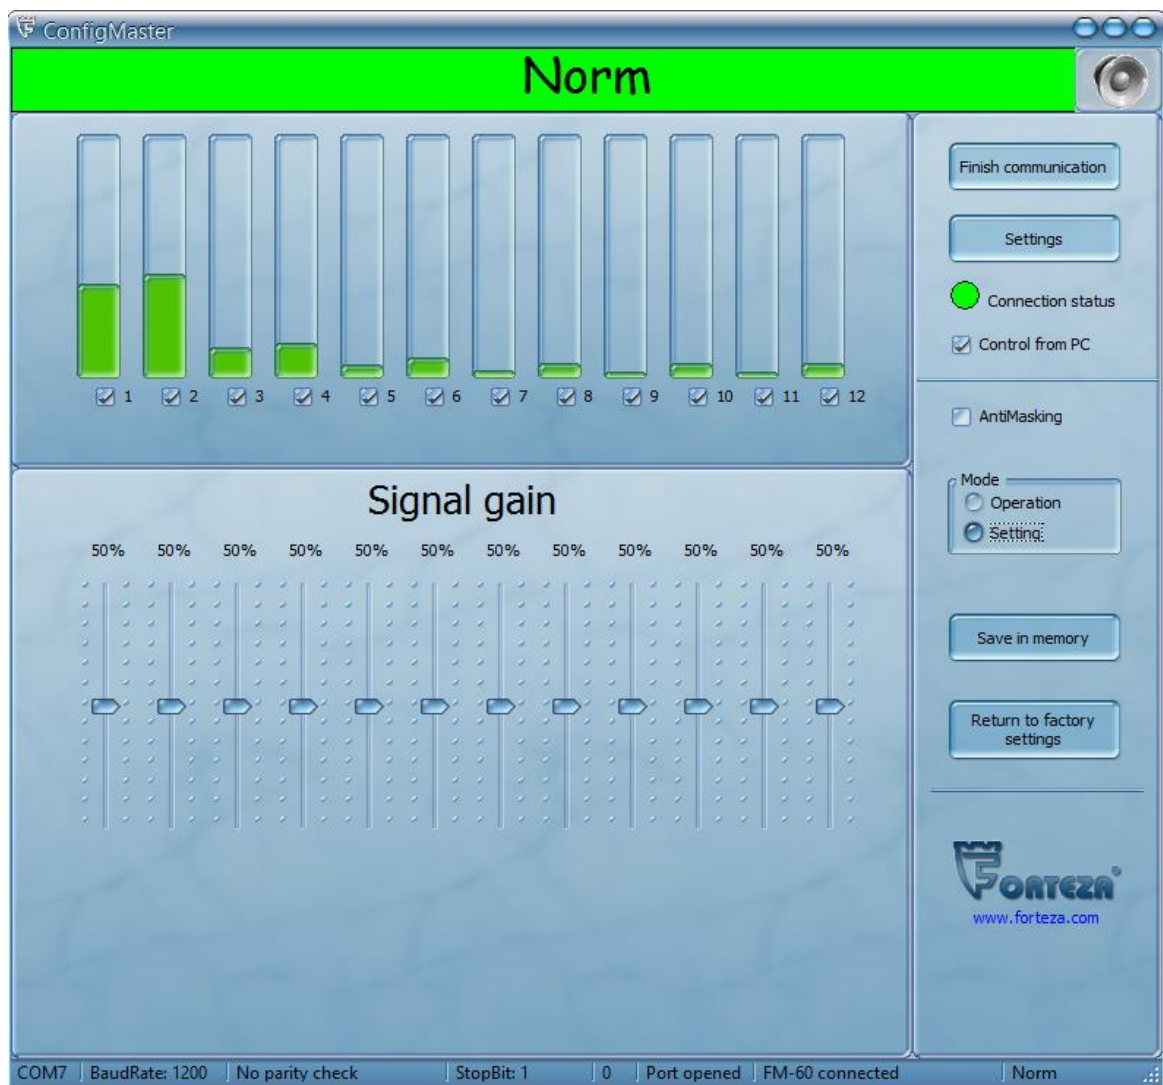 ConfigMaster
Norm
1 2 3 4 5 6 7 8 9 10 11 12
Signal gain
50% 50% 50% 50% 50% 50% 50% 50% 50% 50% 50% 50%
Finish communication
Settings
Connection status
Control from PC
AntiMasking
Mode
Operation
Setting
Save in memory
Return to factory
settings
FORTEZA®
www.forteza.com
COM7 BaudRate: 1200 No parity check StopBit: 1 0 Port opened FM-60 connected Norm